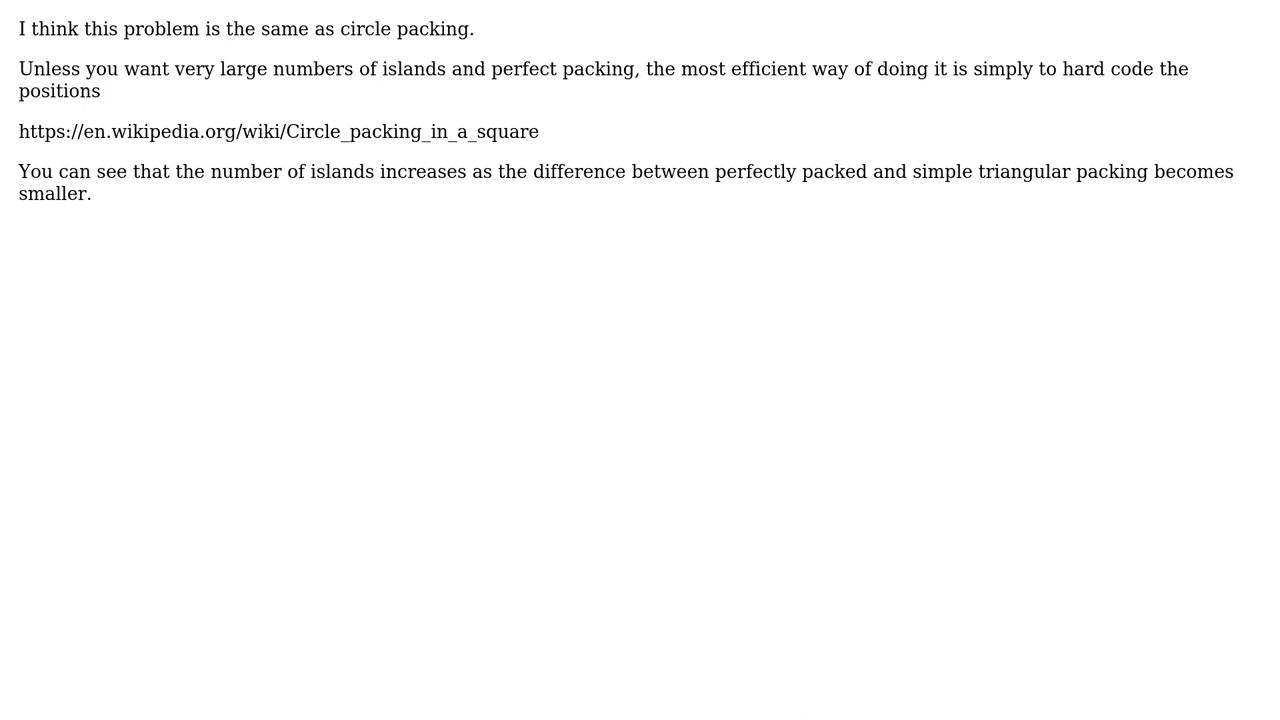 I think this problem is the same as circle packing.
Unless you want very large numbers of islands and perfect packing, the most efficient way of doing it is simply to hard code the
positions
https://en.wikipedia.org/wiki/Circle_packing_in_a_square
You can see that the number of islands increases as the difference between perfectly packed and simple triangular packing becomes
smaller.